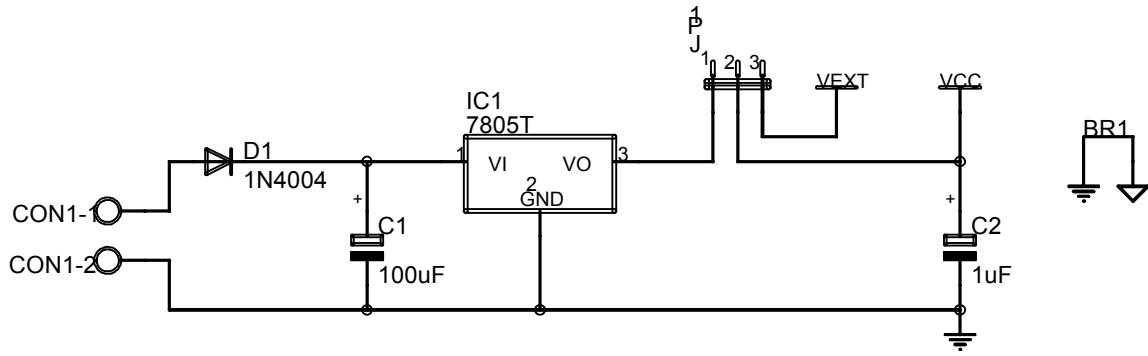 JP1
1 2 3
VEXT
VCC
IC1
7805T
BR1
D1
1N4004
1 VI VO 3
2
GND
CON1-1
+
+
C1
C2
CON1-2
100uF
1uF